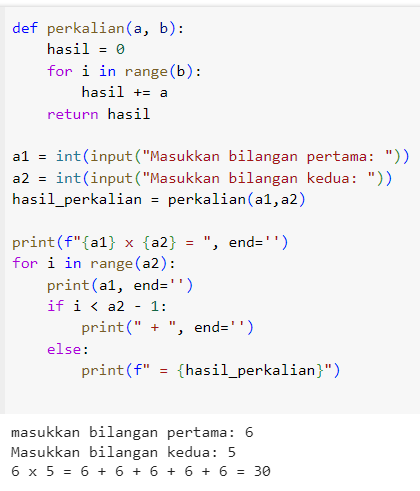 def perkalian(a, b):
    hasil = 0
    for i in range(b):
        hasil += a
    return hasil

a1 = int(input("Masukkan bilangan pertama: "))
a2 = int(input("Masukkan bilangan kedua: "))
hasil_perkalian = perkalian(a1,a2)

print(f"{a1} x {a2} = ", end='')
for i in range(a2):
    print(a1, end='')
    if i < a2 - 1:
        print(" + ", end='')
    else:
        print(f" = {hasil_perkalian}")

masukkan bilangan pertama: 6
Masukkan bilangan kedua: 5
6 x 5 = 6 + 6 + 6 + 6 + 6 = 30